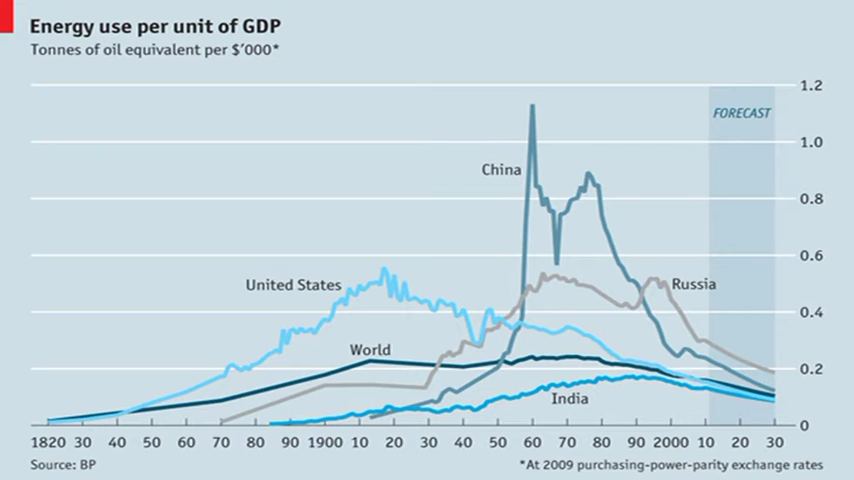 Energy use per unit of GDP
Tonnes of oil equivalent per $'000*
1.2
FORECAST
1.0
China
0.8
0.6
United States
Russia
0.4
World
0.2
India
0
1820 30 40 50 60 70 80 90 1900 10 20 30 40 50 60 70 80 90 2000 10 20 30
Source: BP
*At 2009 purchasing-power-parity exchange rates